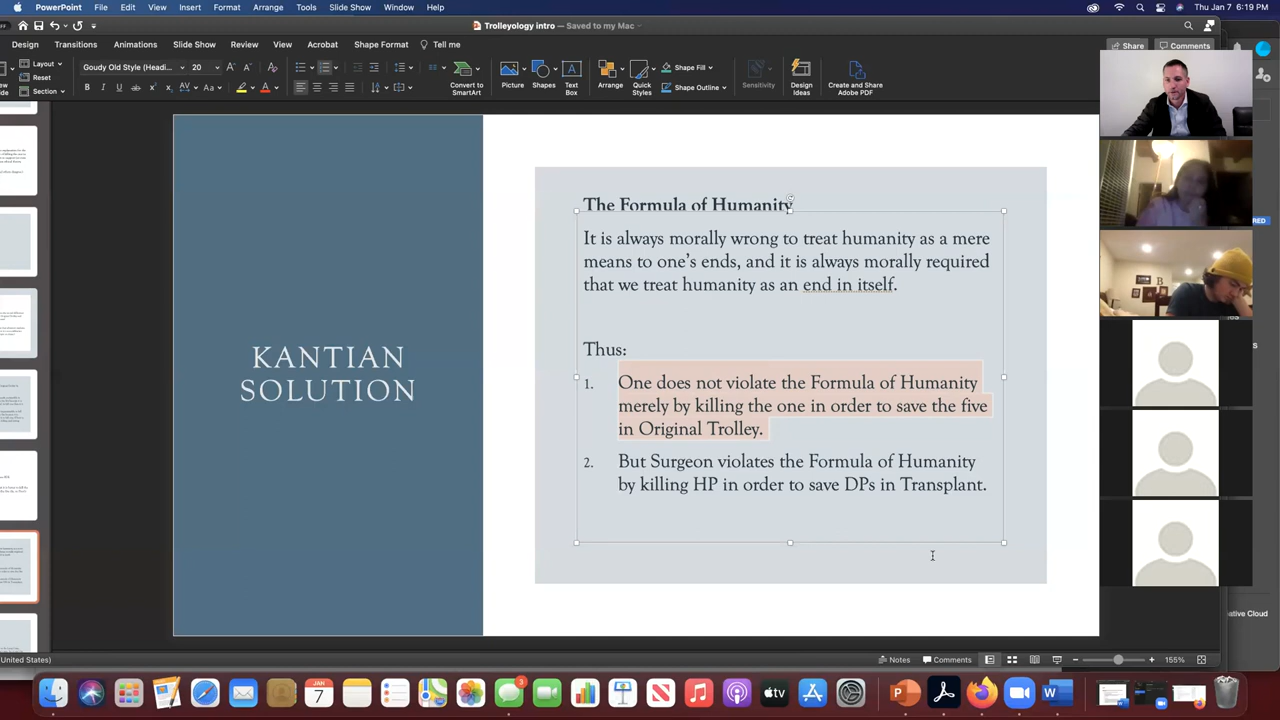 PowerPoint File Edit View Insert Format Arrange Tools Slide Show Window Help
Thu Jan 7 6:19 PM
Trolleyology intro — Saved to my Mac
Design Transitions Animations Slide Show Review View Acrobat Shape Format Tell me
Share Comments
Layout
Reset
Section
Goudy Old Style (Headi... 20
Convert to
SmartArt
Picture
Shapes
Text
Box
Arrange
Quick
Styles
Shape Fill
Shape Outline
Sensitivity
Design
Ideas
Create and Share
Adobe PDF
KANTIAN
SOLUTION
The Formula of Humanity
It is always morally wrong to treat humanity as a mere
means to one's ends, and it is always morally required
that we treat humanity as an end in itself.
Thus:
1. One does not violate the Formula of Humanity
merely by killing the one in order to save the five
in Original Trolley.
2. But Surgeon violates the Formula of Humanity
by killing HP in order to save DPs in Transplant.
United States)
Notes Comments 155%
JAN
7
3